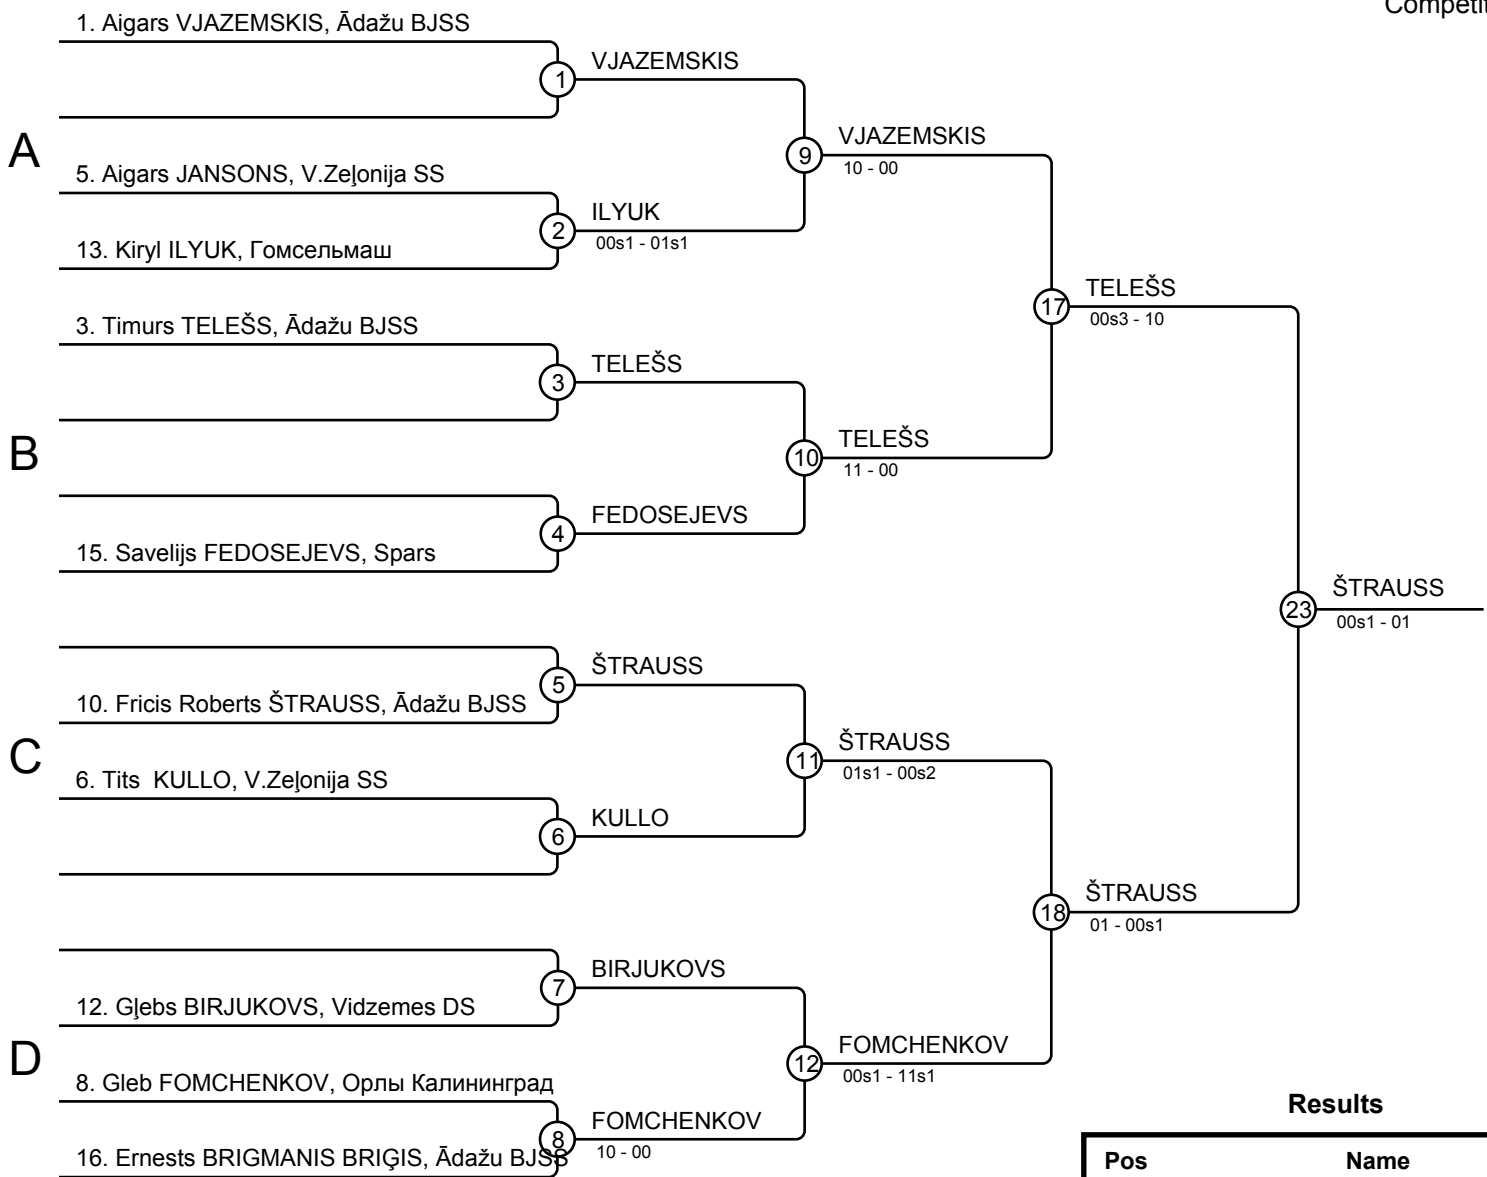 Competit
1. Aigars VJAZEMSKIS, Ādažu BJSS
1
VJAZEMSKIS
A
9
VJAZEMSKIS
10 - 00
5. Aigars JANSONS, V.Zeļonija SS
2
ILYUK
00s1 - 01s1
13. Kiryl ILYUK, Гомсельмаш
17
TELEŠS
00s3 - 10
3. Timurs TELEŠS, Ādažu BJSS
3
TELEŠS
B
10
TELEŠS
11 - 00
4
FEDOSEJEVS
15. Savelijs FEDOSEJEVS, Spars
23
ŠTRAUSS
00s1 - 01
5
ŠTRAUSS
10. Fricis Roberts ŠTRAUSS, Ādažu BJSS
C
11
ŠTRAUSS
01s1 - 00s2
6. Tits  KULLO, V.Zeļonija SS
6
KULLO
18
ŠTRAUSS
01 - 00s1
7
BIRJUKOVS
12. Gļebs BIRJUKOVS, Vidzemes DS
D
12
FOMCHENKOV
00s1 - 11s1
8. Gleb FOMCHENKOV, Орлы Калининград
8
FOMCHENKOV
10 - 00
16. Ernests BRIGMANIS BRIĢIS, Ādažu BJSS
Results
Pos Name